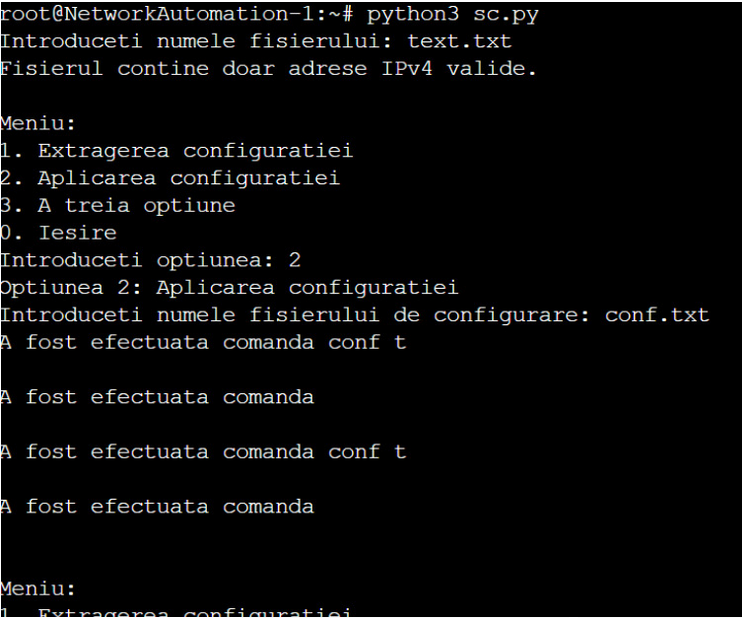 root@NetworkAutomation-1:~# python3 sc.py
Introduceti numele fisierului: text.txt
Fisierul contine doar adrese IPv4 valide.
Meniu:
1. Extragerea configuratiei
2. Aplicarea configuratiei
3. A treia optiune
0. Iesire
Introduceti optiunea: 2
Optiunea 2: Aplicarea configuratiei
Introduceti numele fisierului de configurare: conf.txt
A fost efectuata comanda conf t
A fost efectuata comanda
A fost efectuata comanda conf t
A fost efectuata comanda
Meniu:
1. Extragerea configuratiei